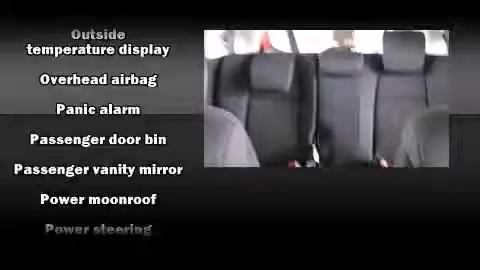 Outside
temperature display
Overhead airbag
Panic alarm
Passenger door bin
Passenger vanity mirror
Power moonroof
Power steering